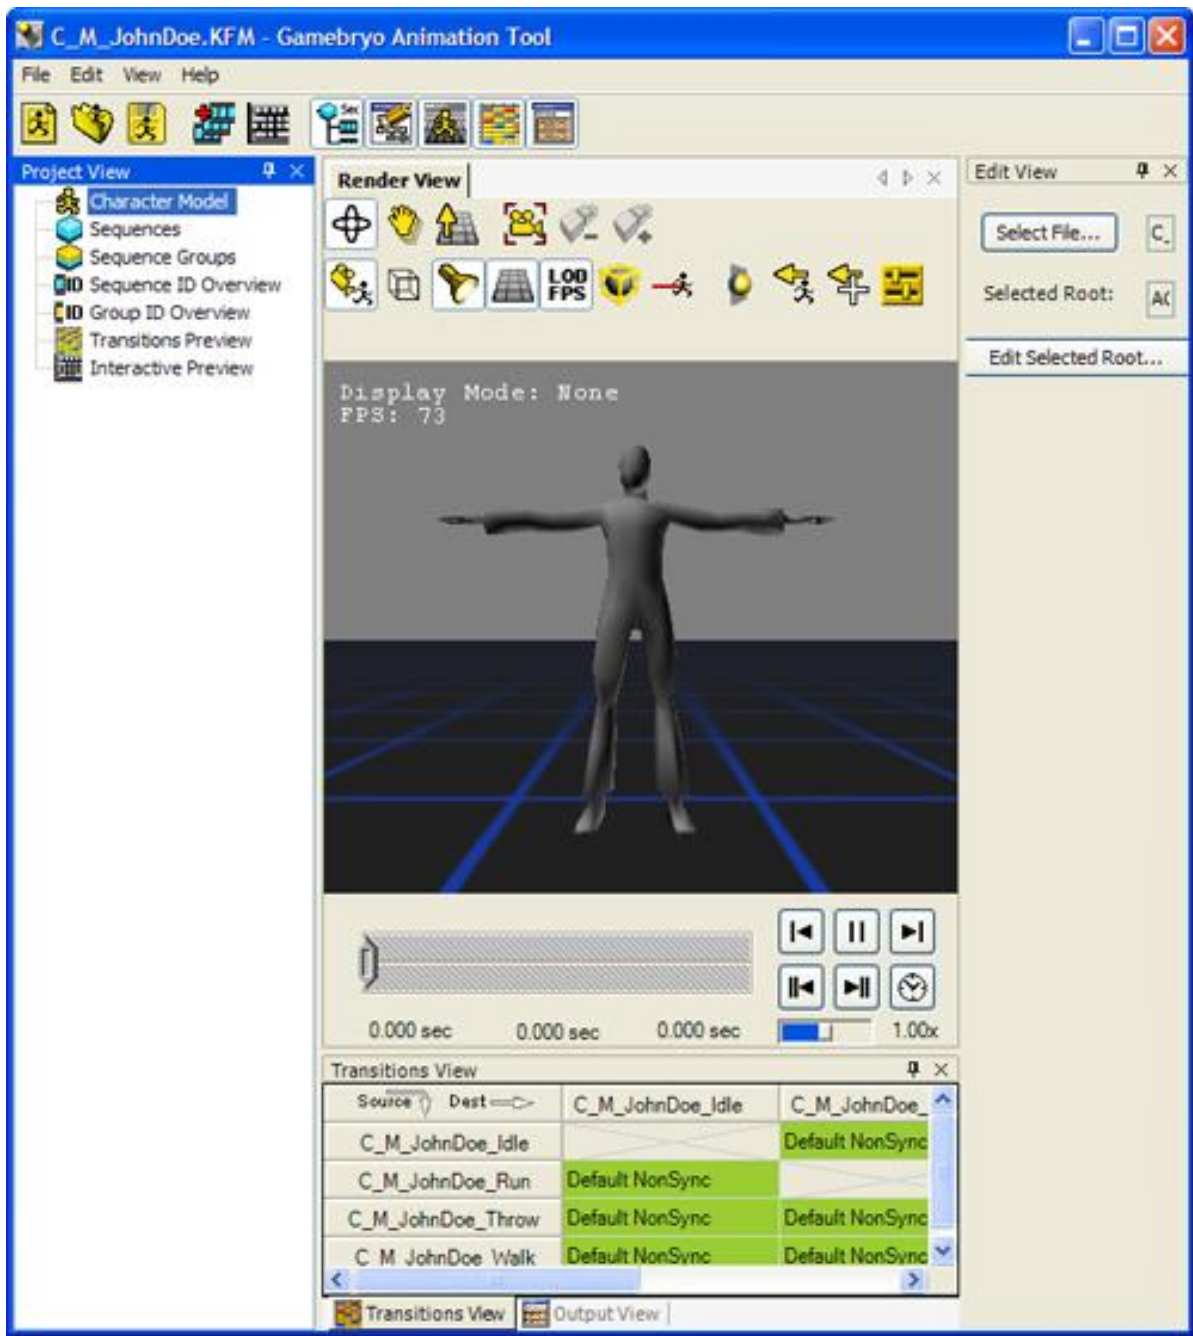 C_M_JohnDoe.KFM - Gamebryo Animation Tool
File Edit View Help
Project View
Character Model
Sequences
Sequence Groups
ID Sequence ID Overview
ID Group ID Overview
Transitions Preview
Interactive Preview
Render View
LOD
FPS
Display Mode: None
FPS: 73
0.000 sec 0.000 sec 0.000 sec 1.00x
Edit View
Select File... C_
Selected Root: AC
Edit Selected Root...
Transitions View
Source Dest C_M_JohnDoe_Idle C_M_JohnDoe_
C_M_JohnDoe_Idle Default NonSync
C_M_JohnDoe_Run Default NonSync
C_M_JohnDoe_Throw Default NonSync Default NonSync
C_M_JohnDoe_Walk Default NonSync Default NonSync
Transitions View Output View